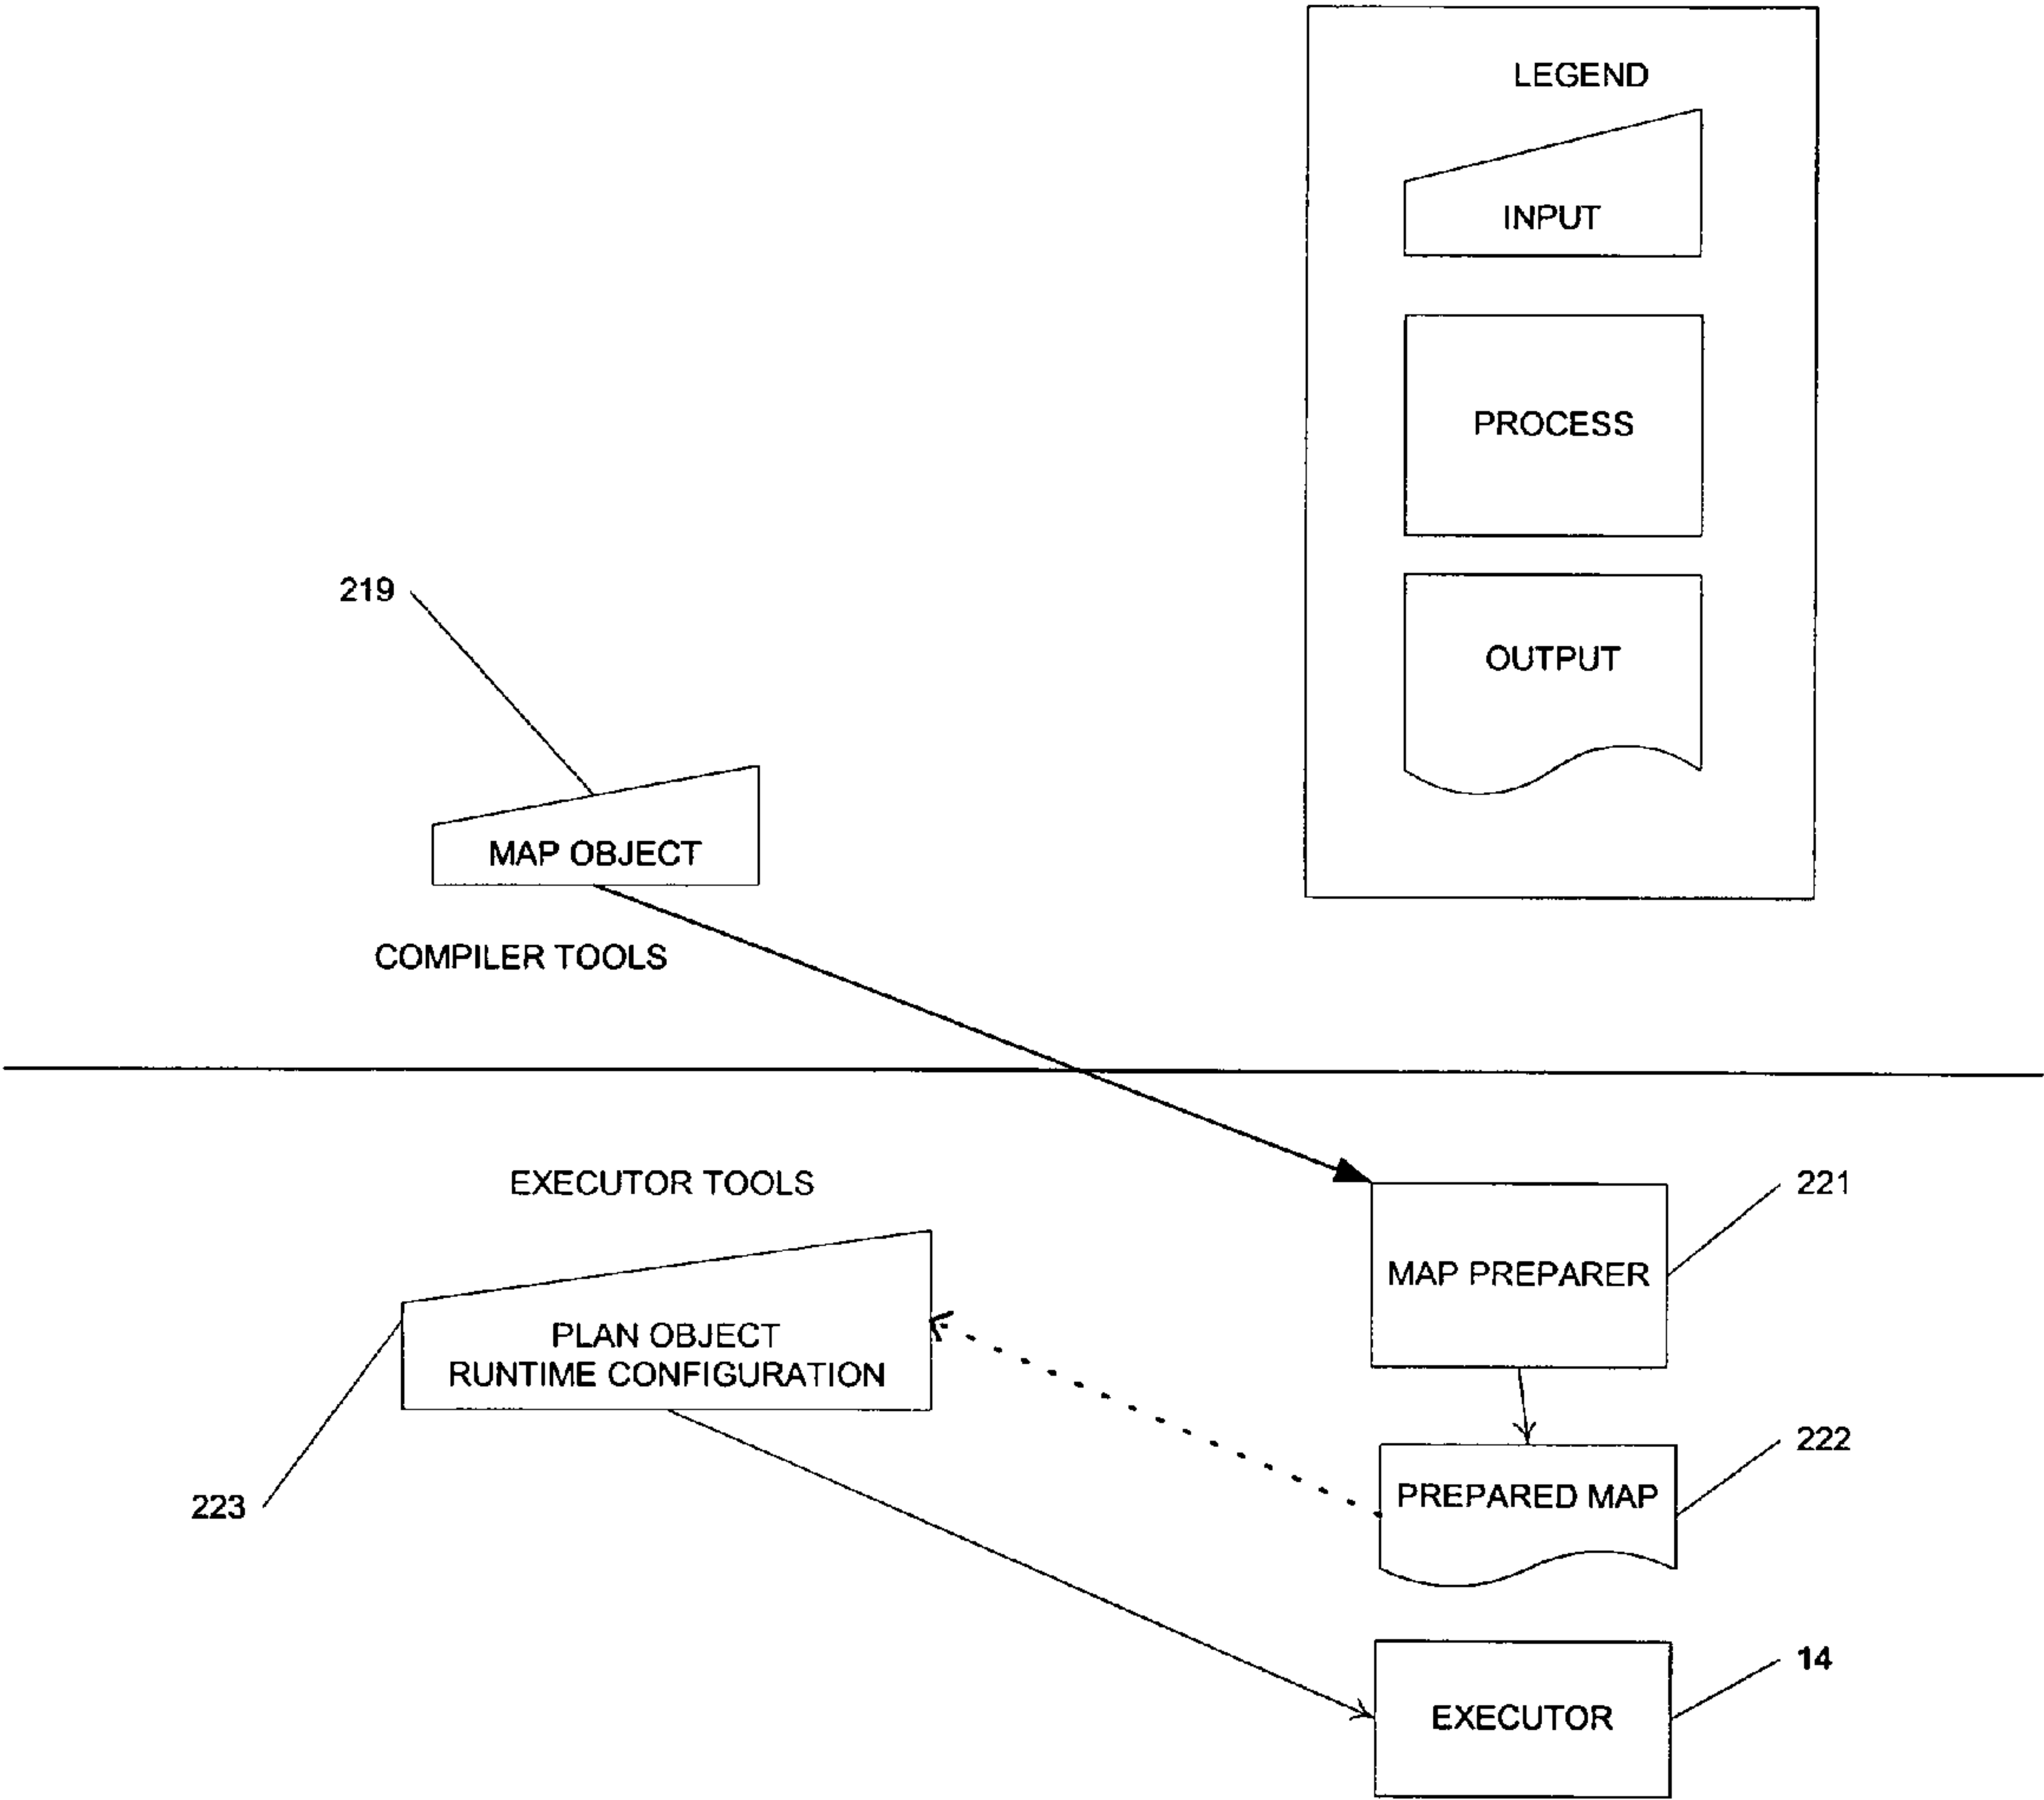 LEGEND
INPUT
PROCESS
OUTPUT
219
MAP OBJECT
COMPILER TOOLS
EXECUTOR TOOLS
221
MAP PREPARER
PLAN OBJECT
RUNTIME CONFIGURATION
222
PREPARED MAP
223
14
EXECUTOR